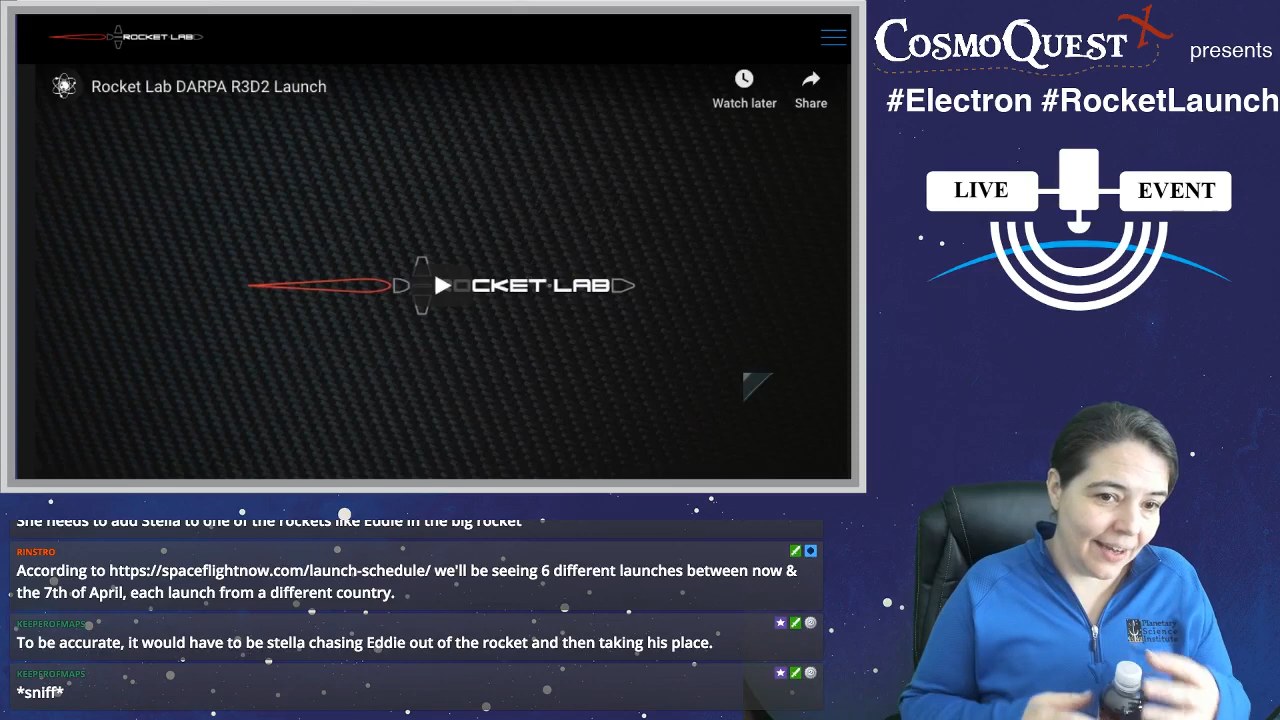 ROCKET LAB
Rocket Lab DARPA R3D2 Launch
Watch later
Share
OCKET LAB
CosmoQuest X
presents
#Electron #RocketLaunch
LIVE EVENT
She needs to add Stella to one of the rockets like Eddie in the big rocket
RINSTRO
According to https://spaceflightnow.com/launch-schedule/ we'll be seeing 6 different launches between now &
the 7th of April, each launch from a different country.
KEEPEROFMAPS
To be accurate, it would have to be stella chasing Eddie out of the rocket and then taking his place.
KEEPEROFMAPS
*sniff*
Planetary
Science
Institute